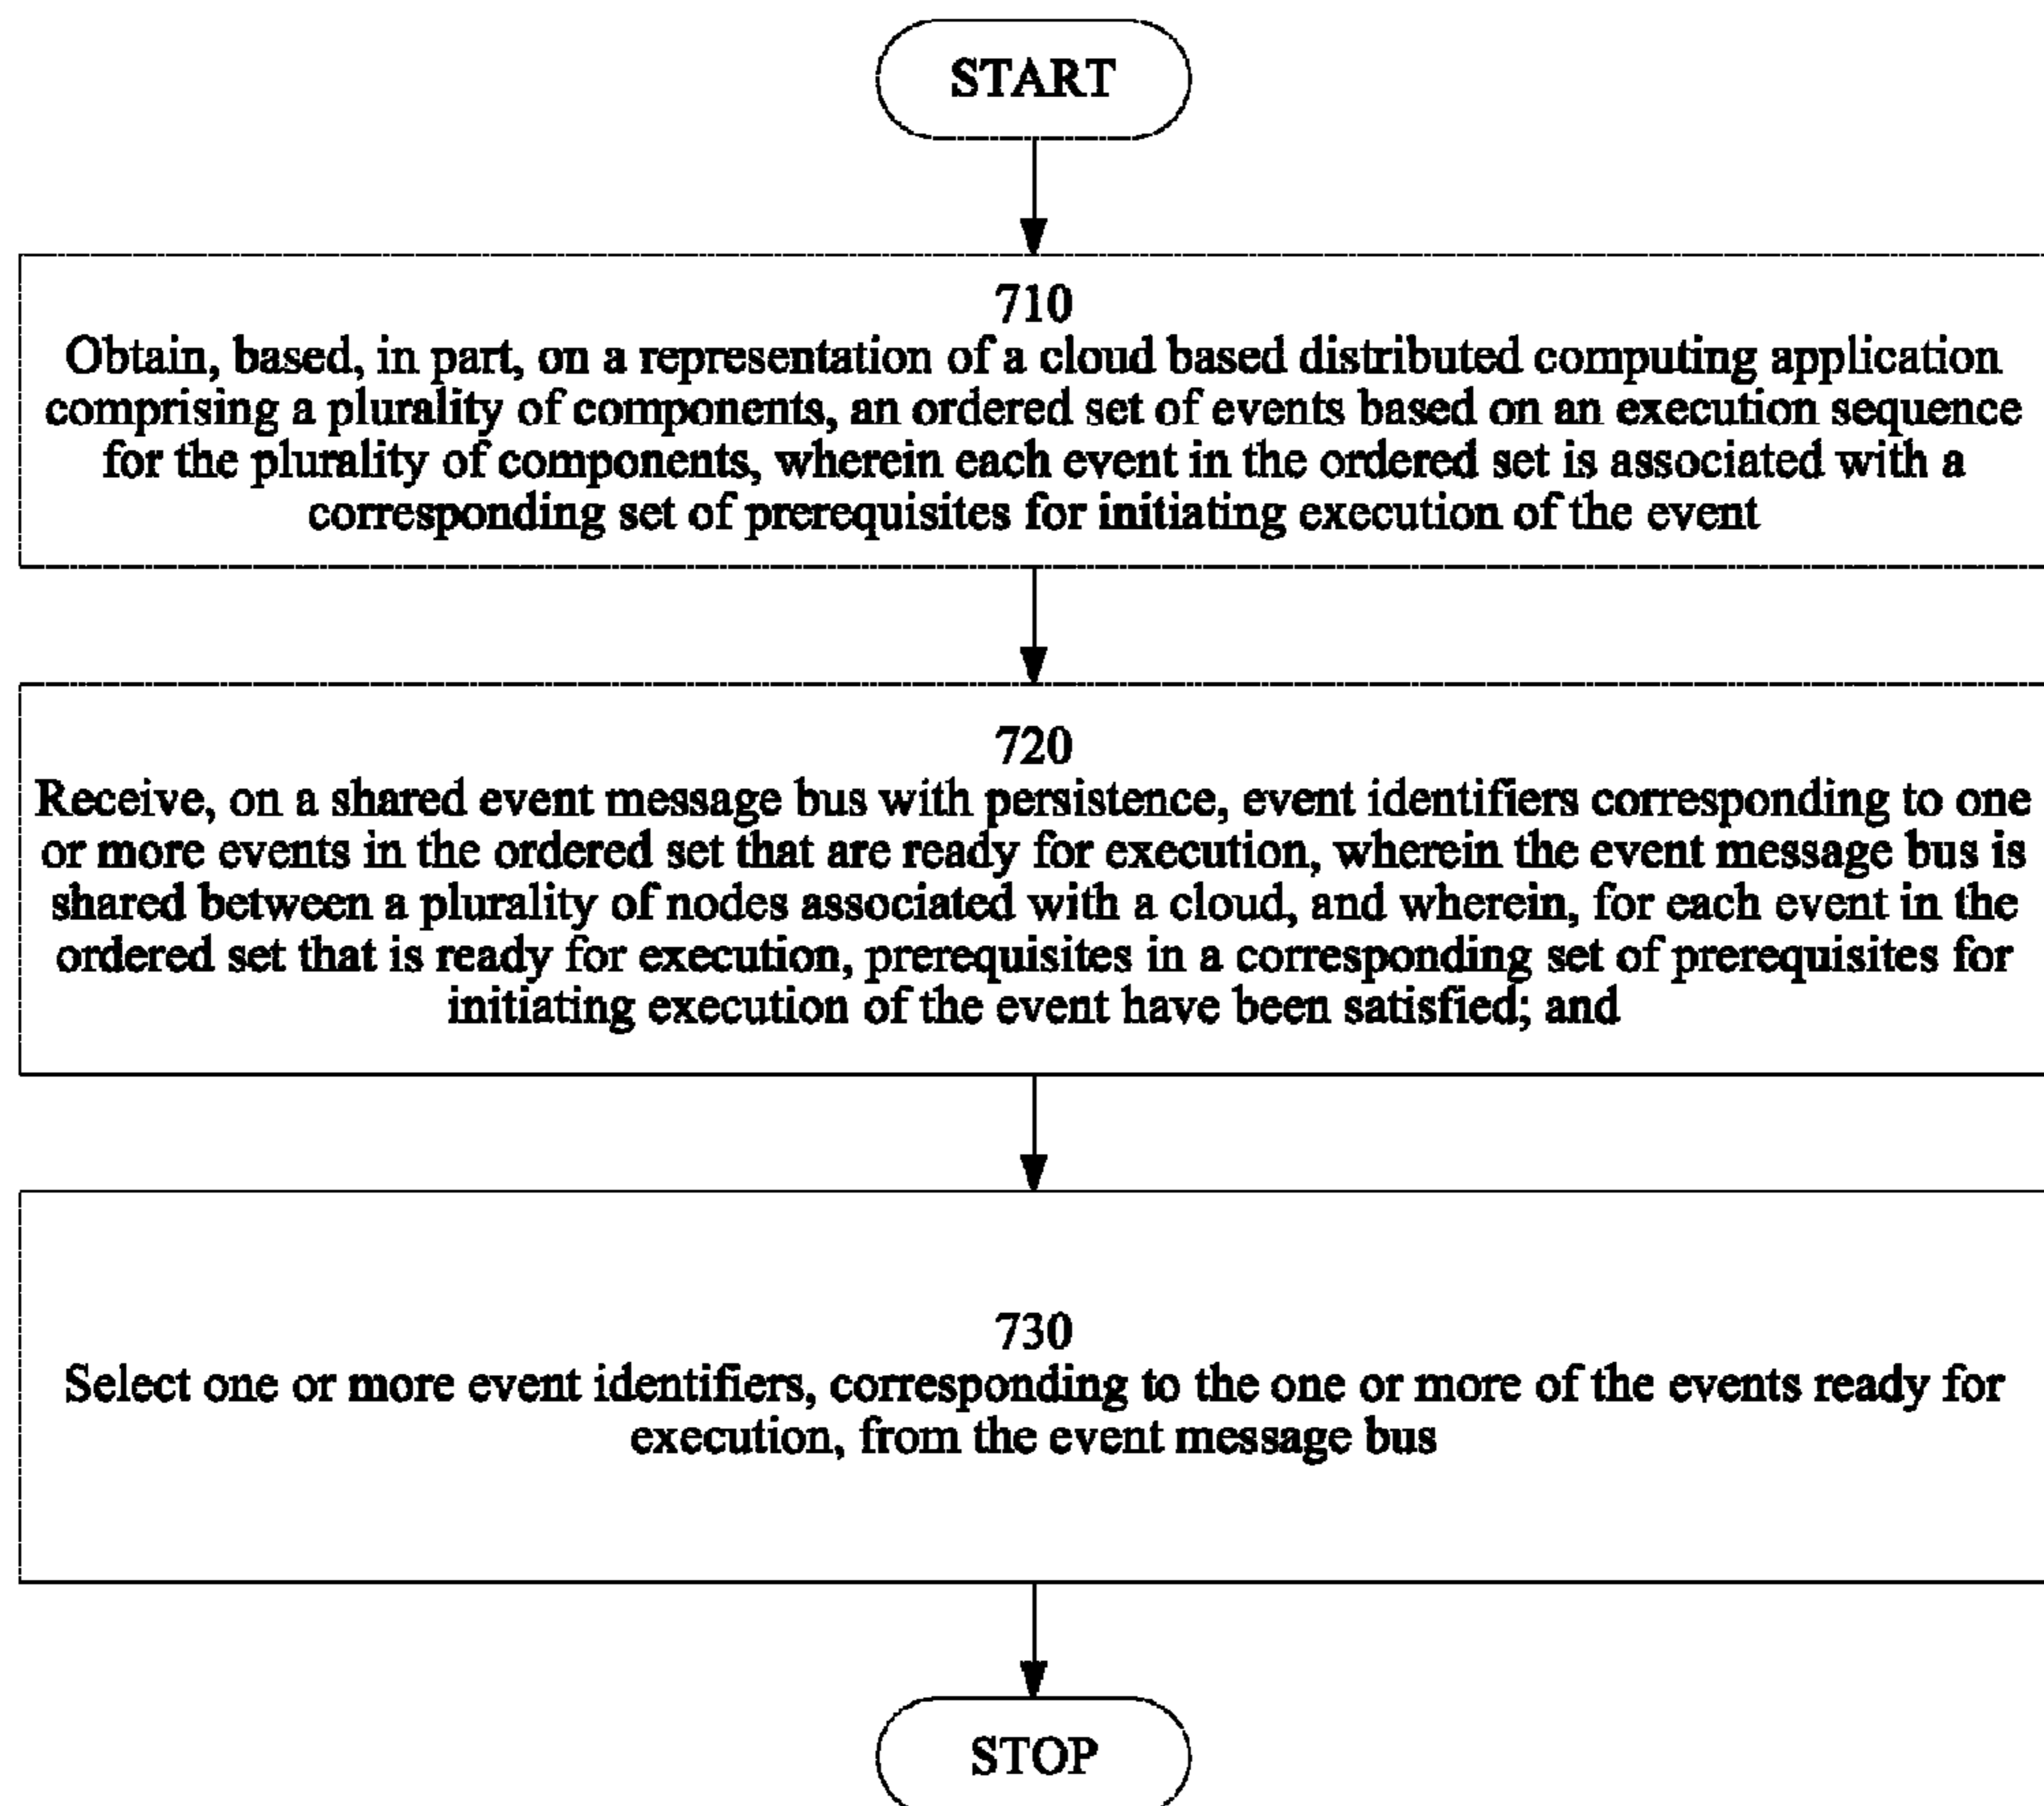 START
710
Obtain, based, in part, on a representation of a cloud based distributed computing application
comprising a plurality of components, an ordered set of events based on an execution sequence
for the plurality of components, wherein each event in the ordered set is associated with a
corresponding set of prerequisites for initiating execution of the event
720
Receive, on a shared event message bus with persistence, event identifiers corresponding to one
or more events in the ordered set that are ready for execution, wherein the event message bus is
shared between a plurality of nodes associated with a cloud, and wherein, for each event in the
ordered set that is ready for execution, prerequisites in a corresponding set of prerequisites for
initiating execution of the event have been satisfied; and
730
Select one or more event identifiers, corresponding to the one or more of the events ready for
execution, from the event message bus
STOP